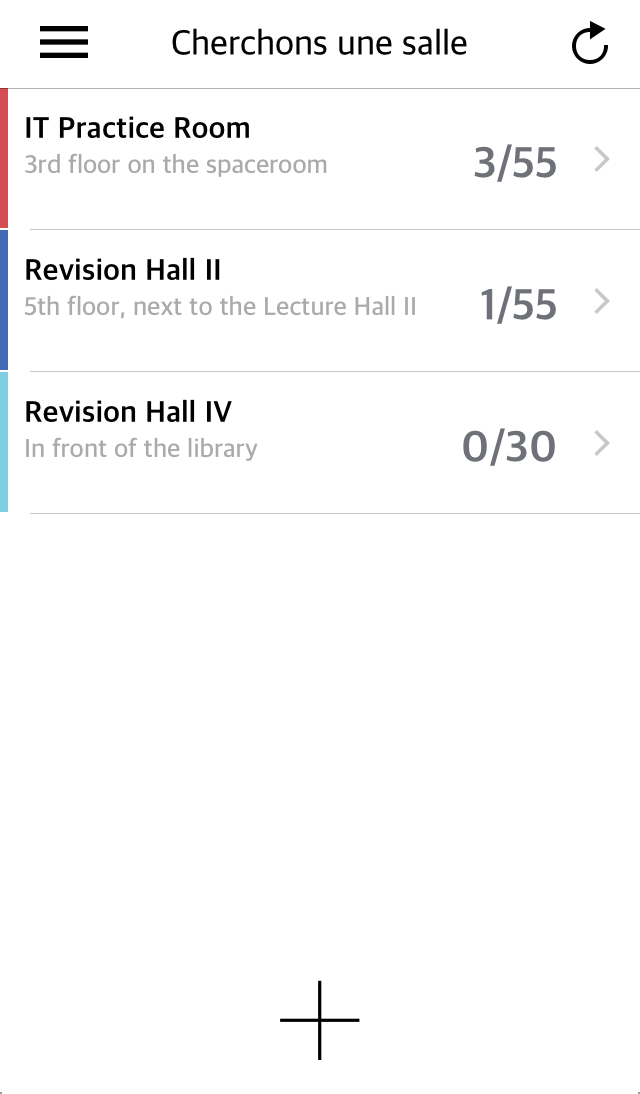 Cherchons une salle
IT Practice Room
3rd floor on the spaceroom
3/55
Revision Hall II
5th floor, next to the Lecture Hall II
1/55
Revision Hall IV
In front of the library
0/30